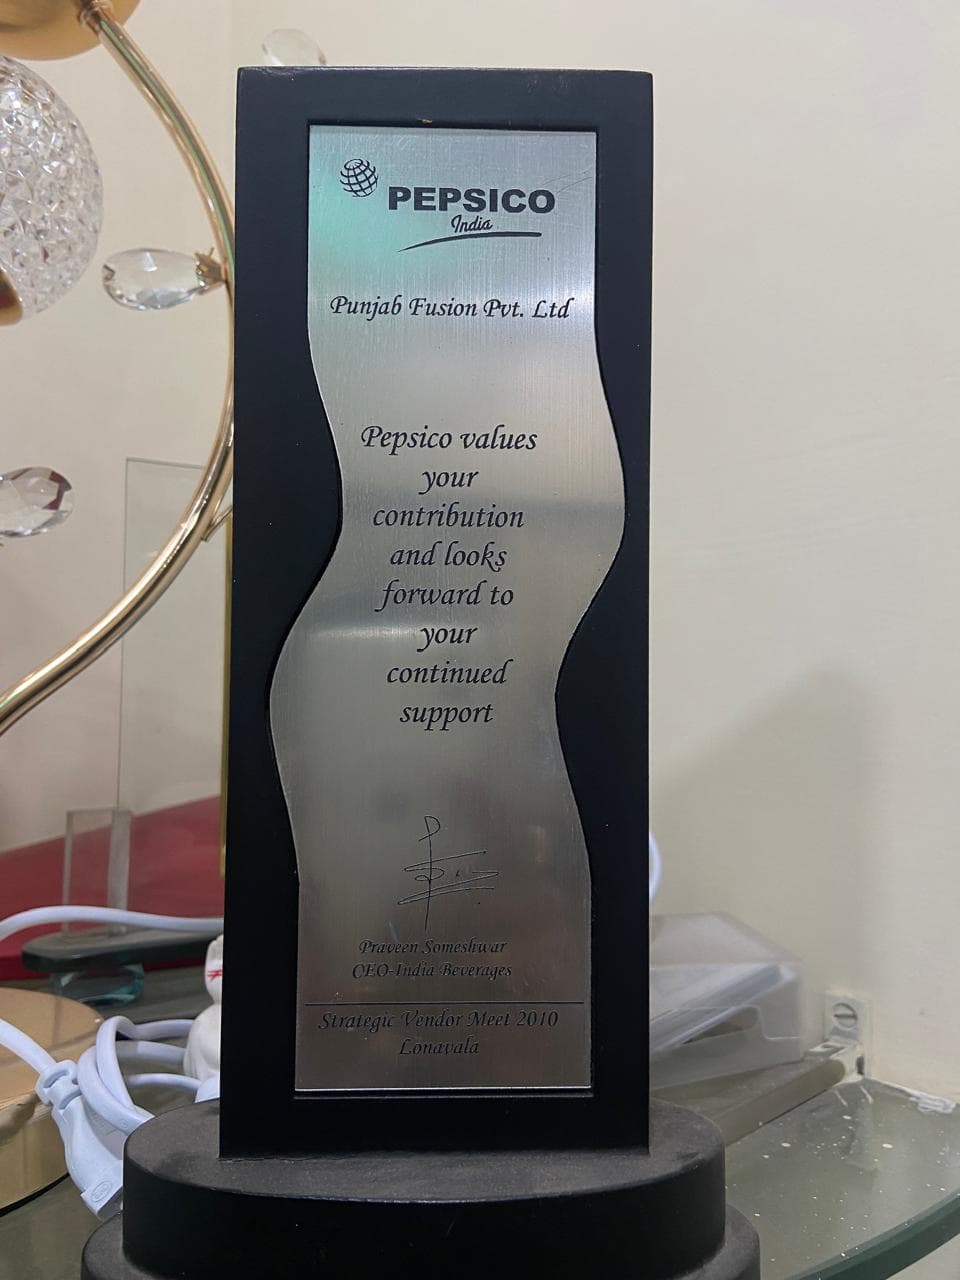 PEPSICO
India
Punjab Fusion Pvt. Ltd
Pepsico values
your
contribution
and looks
forward to
your
continued
support
Praveen Someshwar
CEO-India Beverages
Strategic Vendor Meet 2010
Lonavala